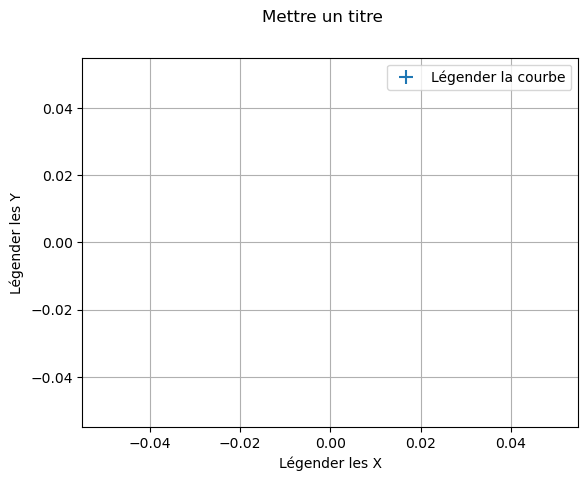 Mettre un titre
Légender la courbe
Légender les Y
0.04
0.02
0.00
−0.02
−0.04
−0.04
−0.02
0.00
0.02
0.04
Légender les X